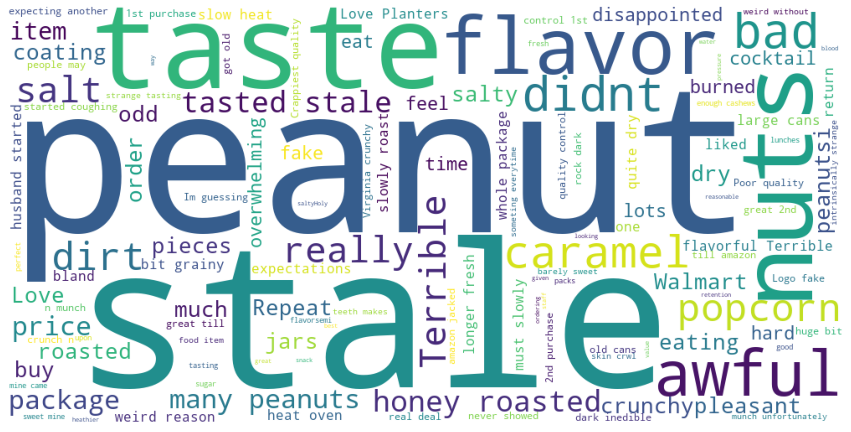 expecting another
1st purchase
slow heat
Love Planters
control 1st
disappointed
weird without
item
taste
flavor
bad
coating
people may
got old
Crappiest quality
eat
fresh
cocktail
salt
strange tasting
tasted stale
feel
salty
didnt
burned
return
started coughing
odd
large cans
nuts
husband started
peanut
order
overwhelming
fake
slowly roast
Virginia crunchy
time
whole package
someting everytime
quality control
rock dark
quite dry
lots
one
liked
dry
Poor quality
great 2nd
reasonable
peanutsi
intrinsically strange
lunches
water
pressure
blood
way
Im guessing
saltyHoly
looking
perfect
dirt
pieces
bit grainy
bland
really
expectations
Terrible
caramel
flavorful Terrible
till amazon
Walmart
Logo fake
barely sweet
given
packs
retention
Love
n munch
much
great till
Repeat
flavorsemi
teeth makes
best
amazon jacked
longer fresh
must slowly
ordering
2nd purchase
popcorn
huge bit
price
crunch n
upon
food item
stale
jars
hard
good
roasted
eating
old cans
skin crwl
value
buy
tasting
great
snack
awful
mine came
sugar
package
many
peanuts
honey roasted
crunchypleasant
sweet mine
heathier
weird reason
heat oven
real deal
never showed
dark inedible
munch unfortunately
enough cashews